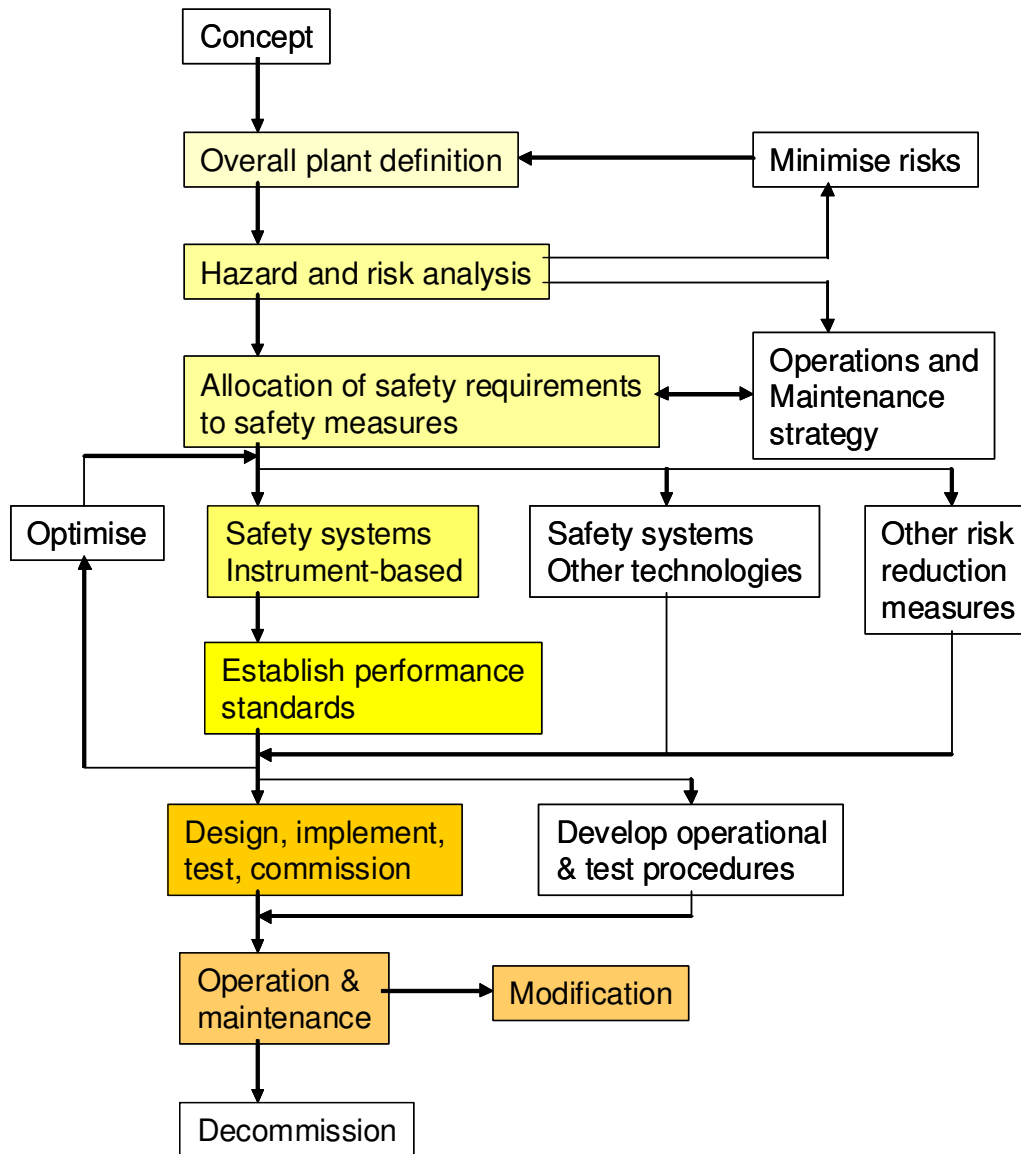 Concept
Overall plant definition
Minimise risks
Hazard and risk analysis
Allocation of safety requirements
to safety measures
Operations and
Maintenance
strategy
Optimise
Safety systems
Instrument-based
Safety systems
Other technologies
Other risk
reduction
measures
Establish performance
standards
Design, implement,
test, commission
Develop operational
& test procedures
Operation &
maintenance
Modification
Decommission